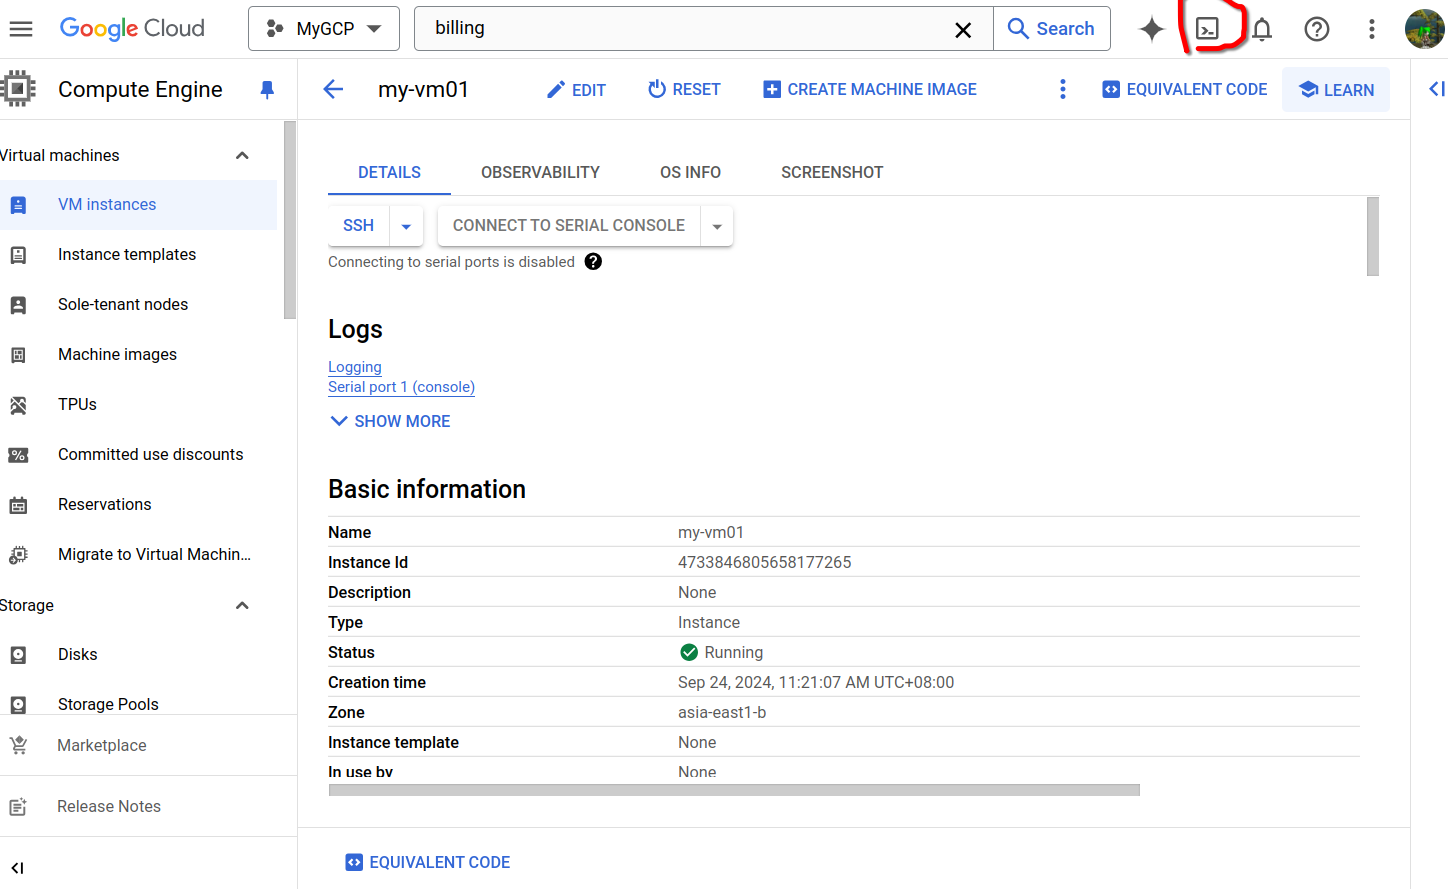 Google Cloud
MyGCP
billing
Search
Compute Engine
my-vm01
EDIT
RESET
CREATE MACHINE IMAGE
EQUIVALENT CODE
LEARN
Virtual machines
VM instances
Instance templates
Sole-tenant nodes
Machine images
TPUs
Committed use discounts
Reservations
Migrate to Virtual Machin...
Storage
Disks
Storage Pools
Marketplace
Release Notes
DETAILS
OBSERVABILITY
OS INFO
SCREENSHOT
SSH
CONNECT TO SERIAL CONSOLE
Connecting to serial ports is disabled
Logs
Logging
Serial port 1 (console)
SHOW MORE
Basic information
Name my-vm01
Instance Id 4733846805658177265
Description None
Type Instance
Status Running
Creation time Sep 24, 2024, 11:21:07 AM UTC+08:00
Zone asia-east1-b
Instance template None
In use by None
EQUIVALENT CODE